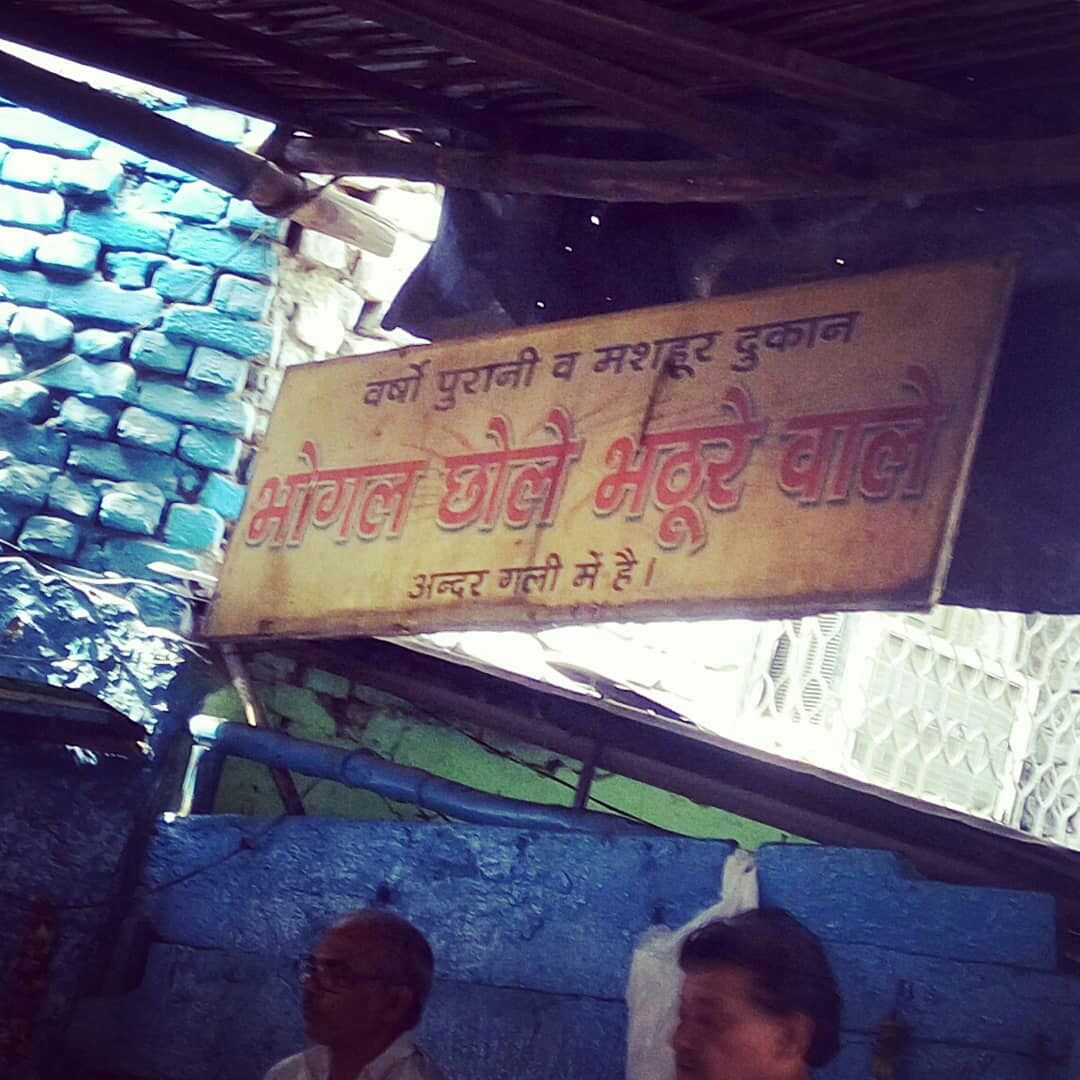 वर्षो पुरानी व मशहूर दुकान
भोगल छौले भठूरे वाले
अन्दर गली में है।